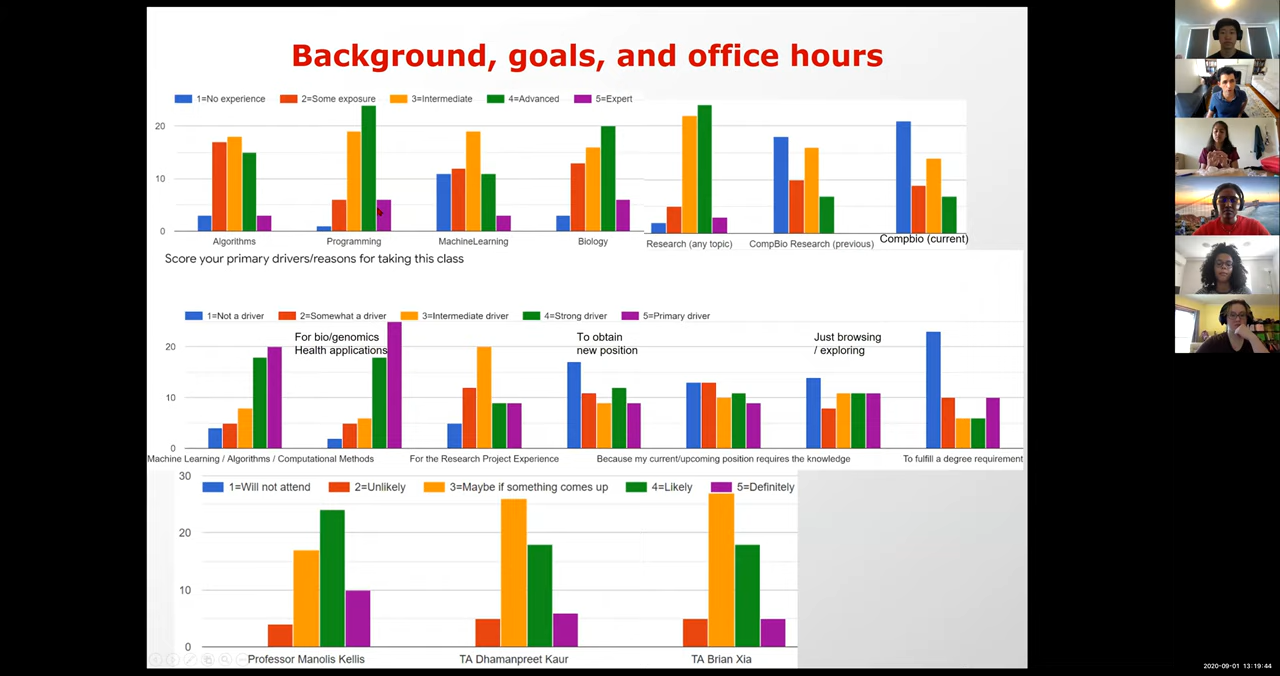 Background, goals, and office hours
1=No experience 2=Some exposure 3=Intermediate 4=Advanced 5=Expert
20
10
0
Algorithms Programming MachineLearning Biology Research (any topic) CompBio Research (previous) Compbio (current)
Score your primary drivers/reasons for taking this class
1=Not a driver 2=Somewhat a driver 3=Intermediate driver 4=Strong driver 5=Primary driver
For bio/genomics
Health applications
To obtain
new position
Just browsing
/ exploring
20
10
0
Machine Learning / Algorithms / Computational Methods For the Research Project Experience Because my current/upcoming position requires the knowledge To fulfill a degree requirement
30
1=Will not attend 2=Unlikely 3=Maybe if something comes up 4=Likely 5=Definitely
20
10
0
Professor Manolis Kellis TA Dhamanpreet Kaur TA Brian Xia
2020-09-01 13:19:44